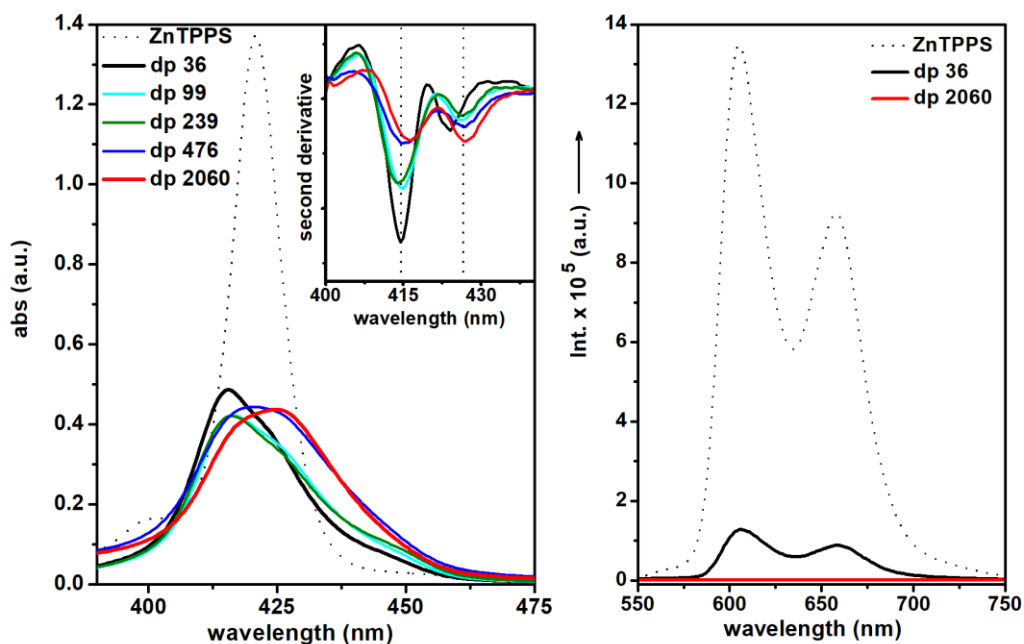 1.4
1.2
1.0
0.8
0.6
0.4
0.2
0.0
abs (a.u.)
400
425
450
475
wavelength (nm)
ZnTPPS
dp 36
dp 99
dp 239
dp 476
dp 2060
second derivative
400
415
430
wavelength (nm)
14
12
10
8
6
4
2
0
Int. x 10 5 (a.u.)
550
600
650
700
750
wavelength (nm)
ZnTPPS
dp 36
dp 2060